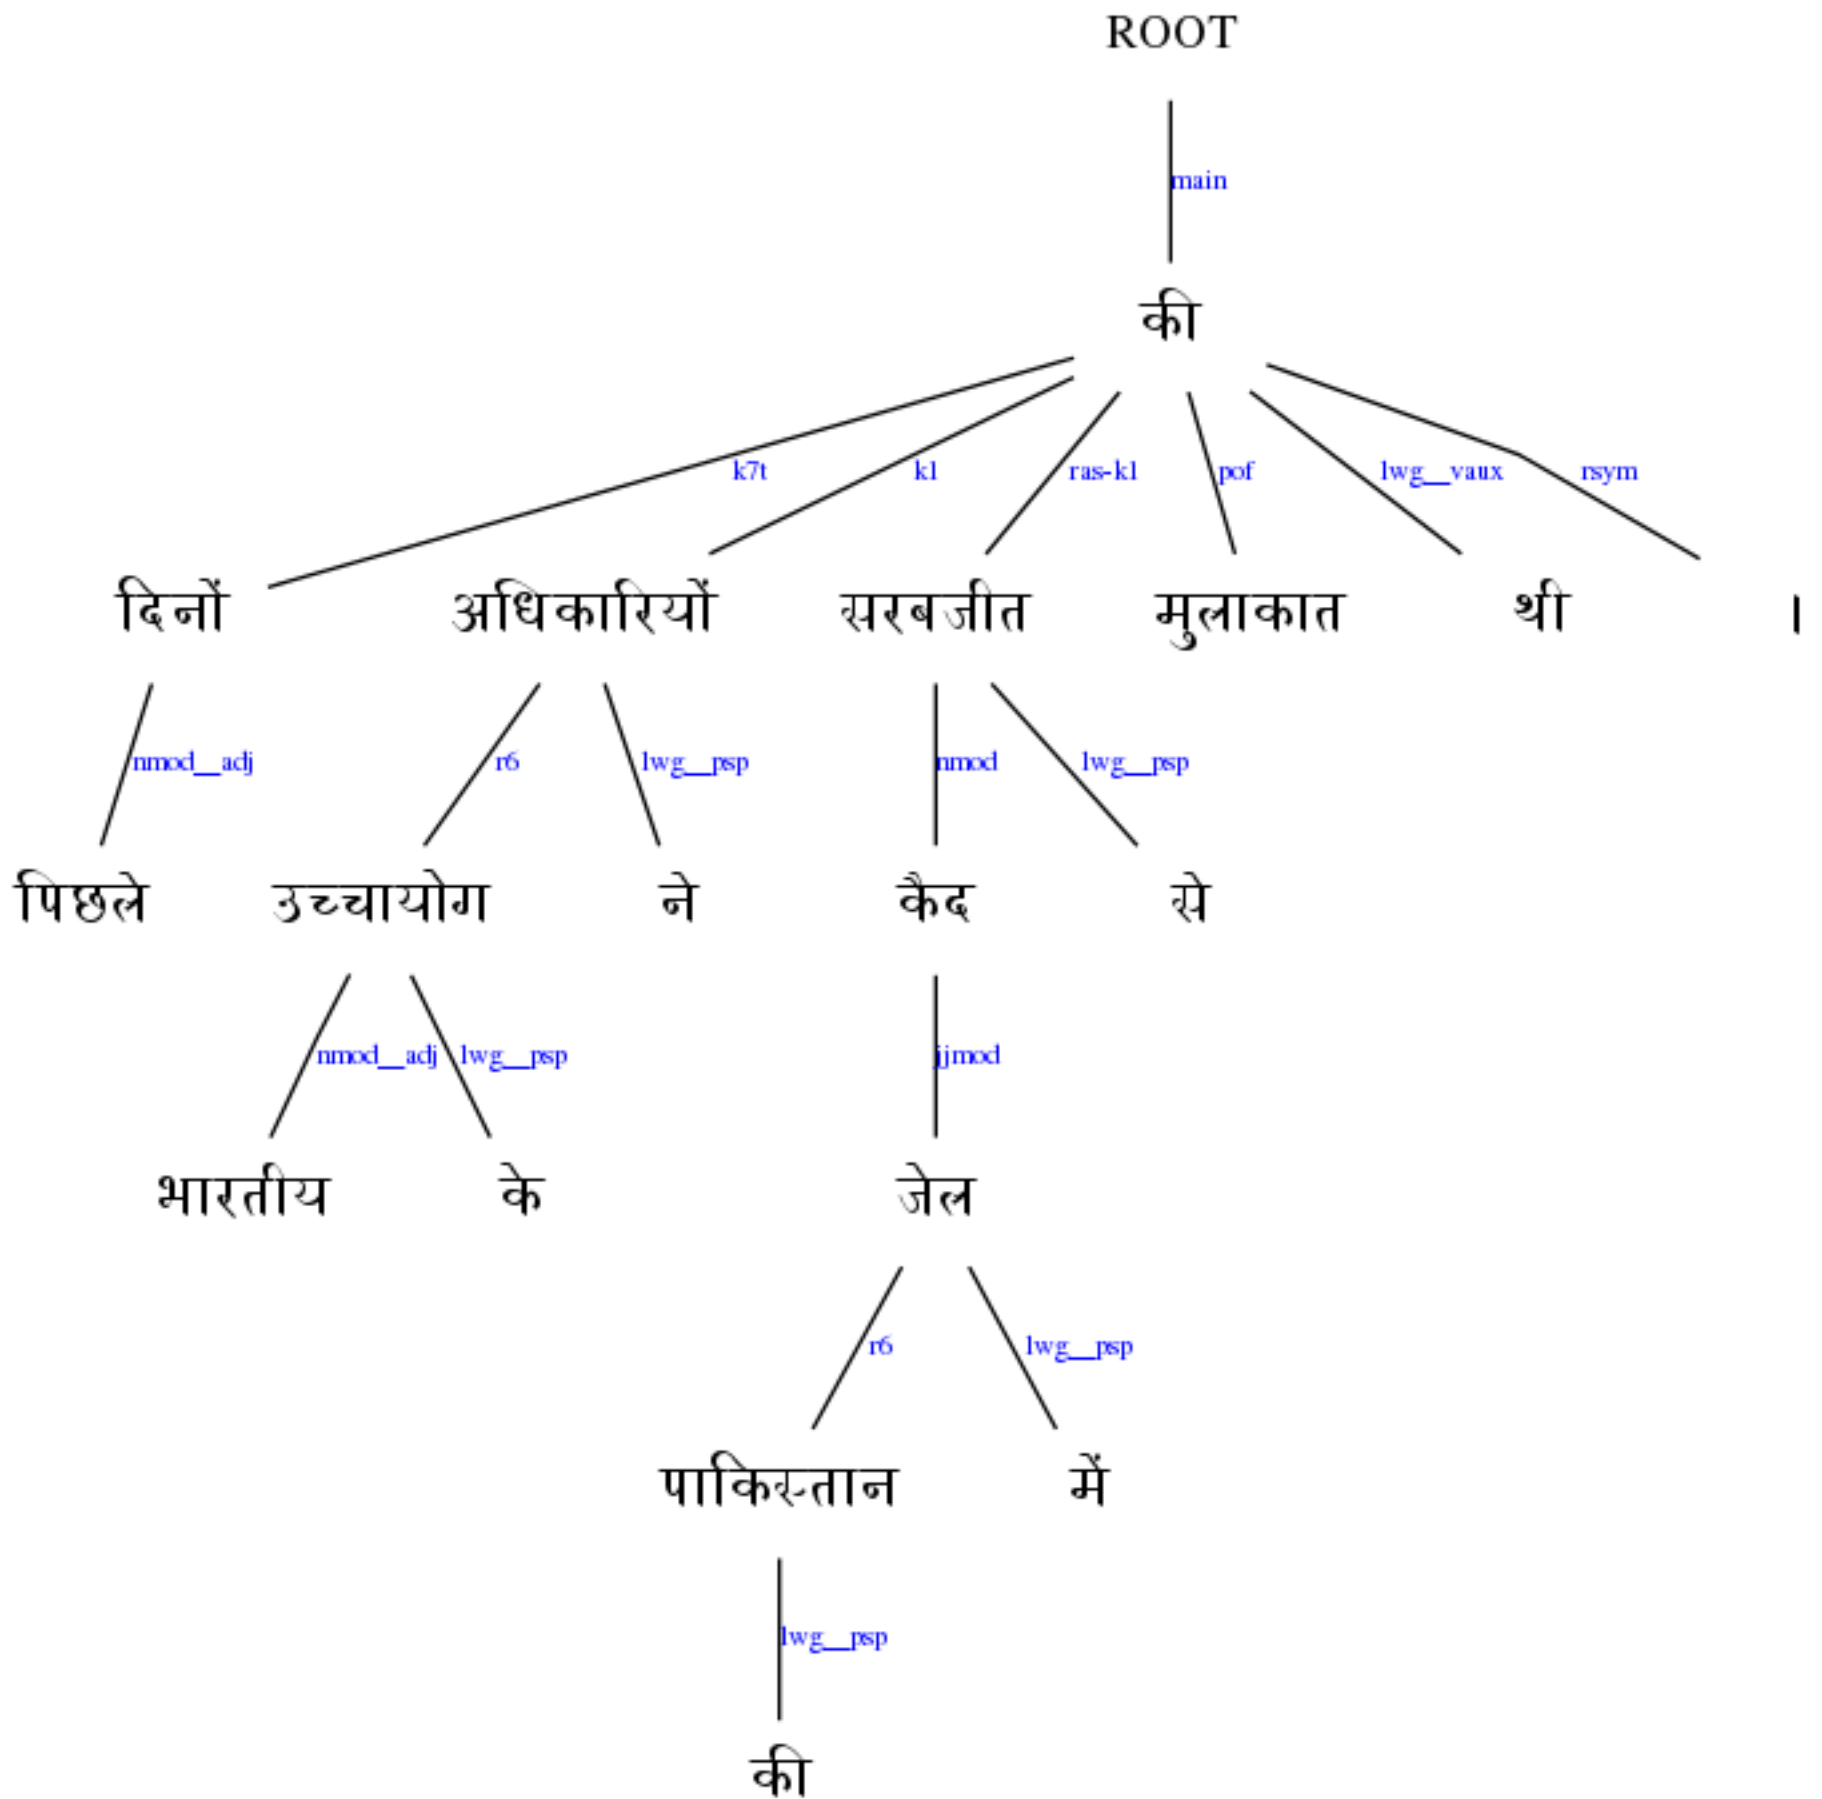 ROOT
main
की
k7t k1 ras-k1 pof lwg__vaux rsym
दिनों अधिकारियों सरबजीत मुलाकात थी ।
nmod__adj r6 lwg__psp nmod lwg__psp
पिछले उच्चायोग ने कैद से
nmod__adj lwg__psp jjmod
भारतीय के जेल
r6 lwg__psp
पाकिस्तान में
lwg__psp
की